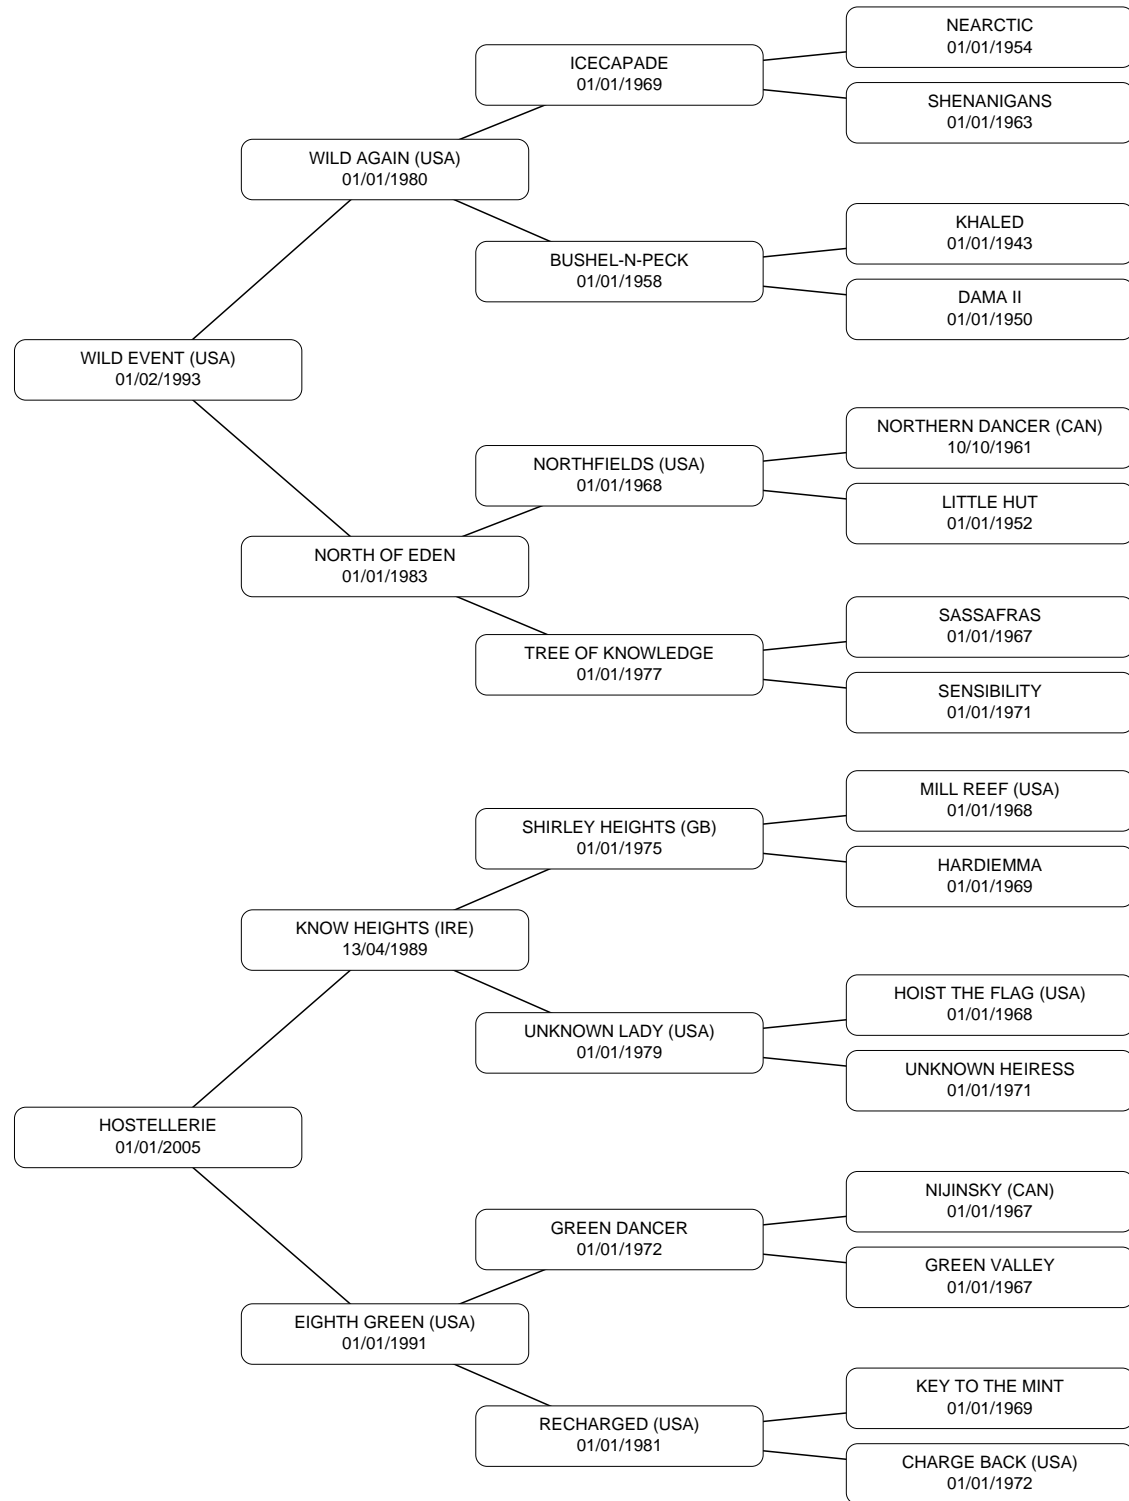 NEARCTIC
01/01/1954
ICECAPADE
01/01/1969
SHENANIGANS
01/01/1963
WILD AGAIN (USA)
01/01/1980
KHALED
01/01/1943
BUSHEL-N-PECK
01/01/1958
DAMA II
01/01/1950
WILD EVENT (USA)
01/02/1993
NORTHERN DANCER (CAN)
10/10/1961
NORTHFIELDS (USA)
01/01/1968
LITTLE HUT
01/01/1952
NORTH OF EDEN
01/01/1983
SASSAFRAS
01/01/1967
TREE OF KNOWLEDGE
01/01/1977
SENSIBILITY
01/01/1971
MILL REEF (USA)
01/01/1968
SHIRLEY HEIGHTS (GB)
01/01/1975
HARDIEMMA
01/01/1969
KNOW HEIGHTS (IRE)
13/04/1989
HOIST THE FLAG (USA)
01/01/1968
UNKNOWN LADY (USA)
01/01/1979
UNKNOWN HEIRESS
01/01/1971
HOSTELLERIE
01/01/2005
NIJINSKY (CAN)
01/01/1967
GREEN DANCER
01/01/1972
GREEN VALLEY
01/01/1967
EIGHTH GREEN (USA)
01/01/1991
KEY TO THE MINT
01/01/1969
RECHARGED (USA)
01/01/1981
CHARGE BACK (USA)
01/01/1972